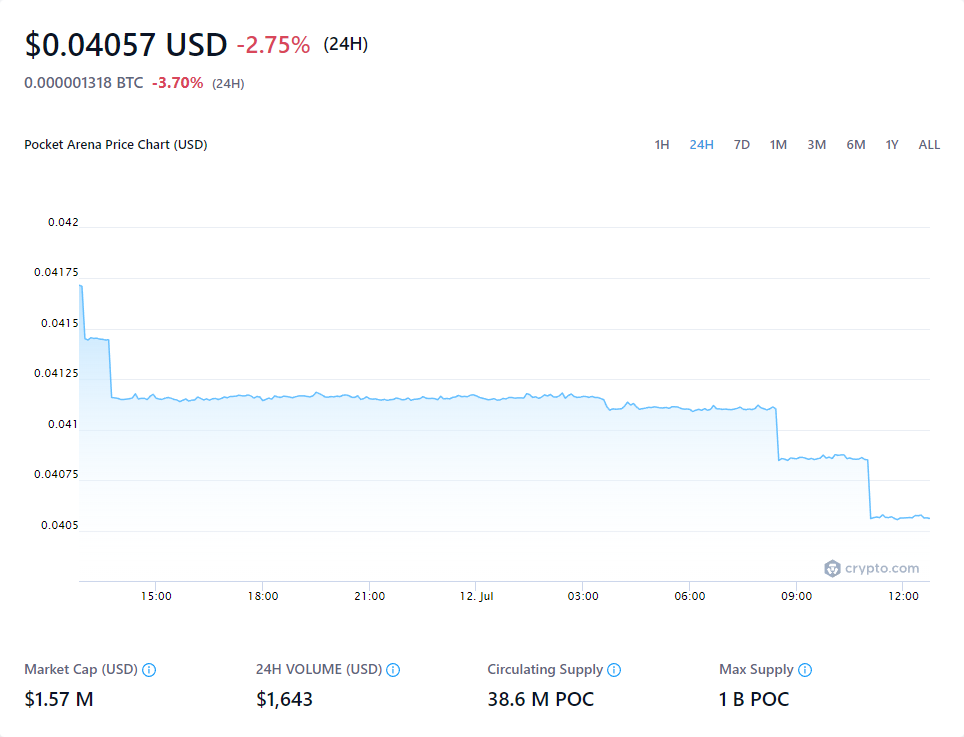 $0.04057 USD -2.75% (24H)
0.000001318 BTC -3.70% (24H)
Pocket Arena Price Chart (USD) 1H 24H 7D 1M 3M 6M 1Y ALL
0.042
0.04175
0.0415
0.04125
0.041
0.04075
0.0405
crypto.com
15:00 18:00 21:00 12. Jul 03:00 06:00 09:00 12:00
Market Cap (USD) 24H VOLUME (USD) Circulating Supply Max Supply
$1.57 M $1,643 38.6 M POC 1 B POC